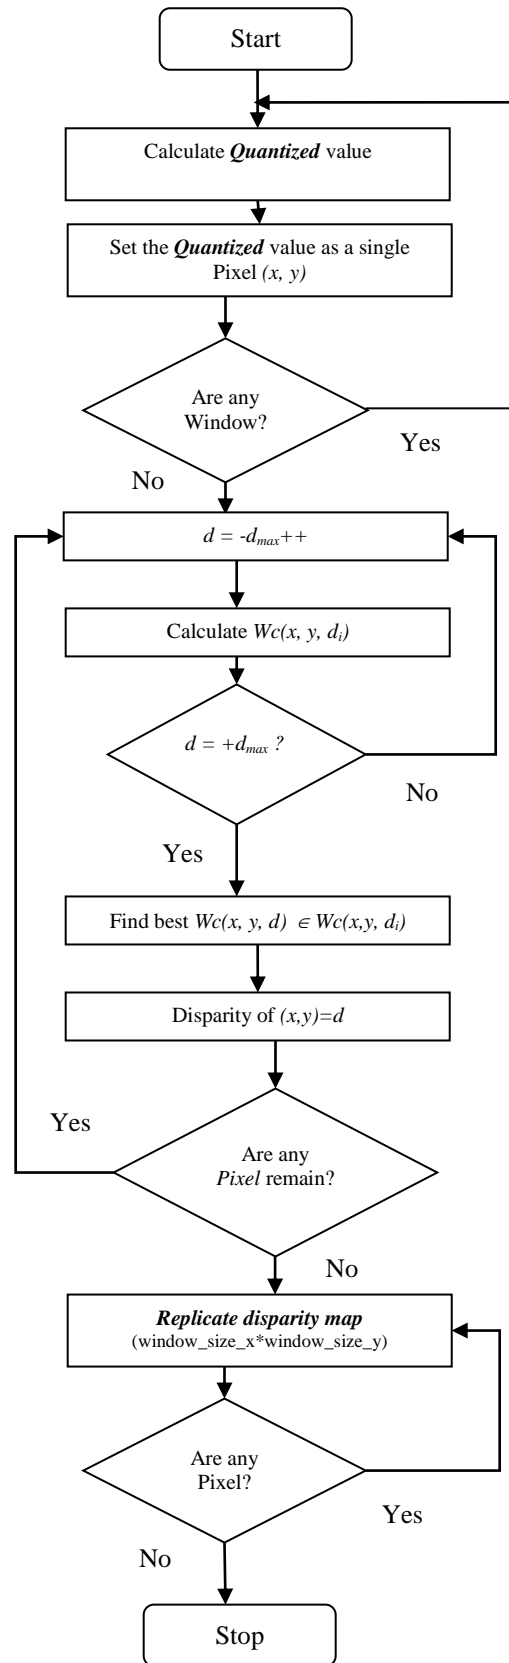 Start
Calculate Quantized value
Set the Quantized value as a single
Pixel (x, y)
Are any
Window?
Yes
No
d = -dmax++
Calculate Wc(x, y, di)
d = +dmax ?
No
Yes
Find best Wc(x, y, d) ∈ Wc(x,y, di)
Disparity of (x,y)=d
Yes
Are any
Pixel remain?
No
Replicate disparity map
(window_size_x*window_size_y)
Are any
Pixel?
Yes
No
Stop